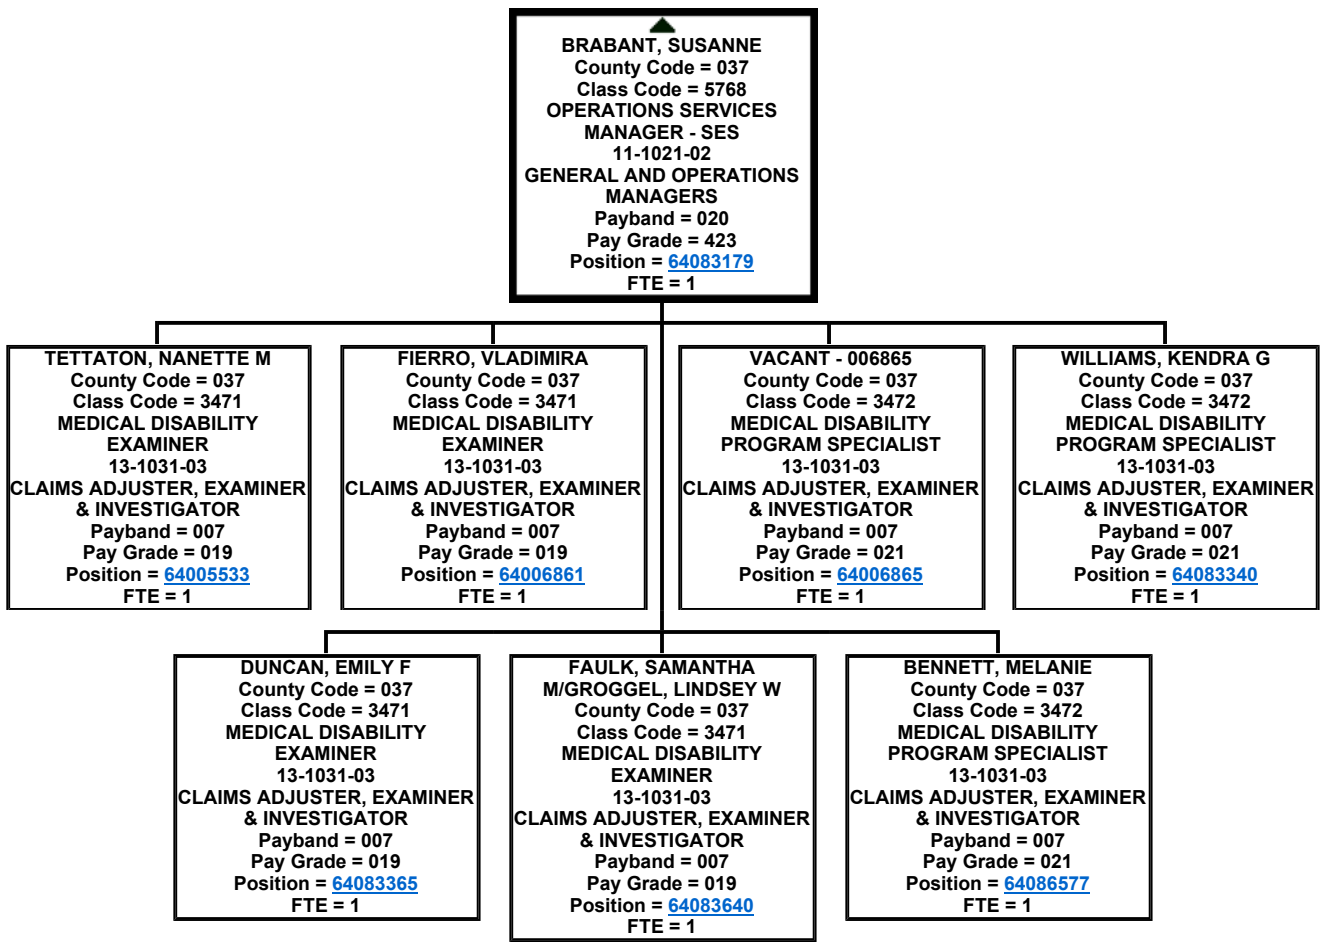 BRABANT, SUSANNE
County Code = 037
Class Code = 5768
OPERATIONS SERVICES
MANAGER - SES
11-1021-02
GENERAL AND OPERATIONS
MANAGERS
Payband = 020
Pay Grade = 423
Position = 64083179
FTE = 1
TETTATON, NANETTE M
County Code = 037
Class Code = 3471
MEDICAL DISABILITY
EXAMINER
13-1031-03
CLAIMS ADJUSTER, EXAMINER
& INVESTIGATOR
Payband = 007
Pay Grade = 019
Position = 64005533
FTE = 1
FIERRO, VLADIMIRA
County Code = 037
Class Code = 3471
MEDICAL DISABILITY
EXAMINER
13-1031-03
CLAIMS ADJUSTER, EXAMINER
& INVESTIGATOR
Payband = 007
Pay Grade = 019
Position = 64006861
FTE = 1
VACANT - 006865
County Code = 037
Class Code = 3472
MEDICAL DISABILITY
PROGRAM SPECIALIST
13-1031-03
CLAIMS ADJUSTER, EXAMINER
& INVESTIGATOR
Payband = 007
Pay Grade = 021
Position = 64006865
FTE = 1
WILLIAMS, KENDRA G
County Code = 037
Class Code = 3472
MEDICAL DISABILITY
PROGRAM SPECIALIST
13-1031-03
CLAIMS ADJUSTER, EXAMINER
& INVESTIGATOR
Payband = 007
Pay Grade = 021
Position = 64083340
FTE = 1
DUNCAN, EMILY F
County Code = 037
Class Code = 3471
MEDICAL DISABILITY
EXAMINER
13-1031-03
CLAIMS ADJUSTER, EXAMINER
& INVESTIGATOR
Payband = 007
Pay Grade = 019
Position = 64083365
FTE = 1
FAULK, SAMANTHA
M/GROGGEL, LINDSEY W
County Code = 037
Class Code = 3471
MEDICAL DISABILITY
EXAMINER
13-1031-03
CLAIMS ADJUSTER, EXAMINER
& INVESTIGATOR
Payband = 007
Pay Grade = 019
Position = 64083640
FTE = 1
BENNETT, MELANIE
County Code = 037
Class Code = 3472
MEDICAL DISABILITY
PROGRAM SPECIALIST
13-1031-03
CLAIMS ADJUSTER, EXAMINER
& INVESTIGATOR
Payband = 007
Pay Grade = 021
Position = 64086577
FTE = 1